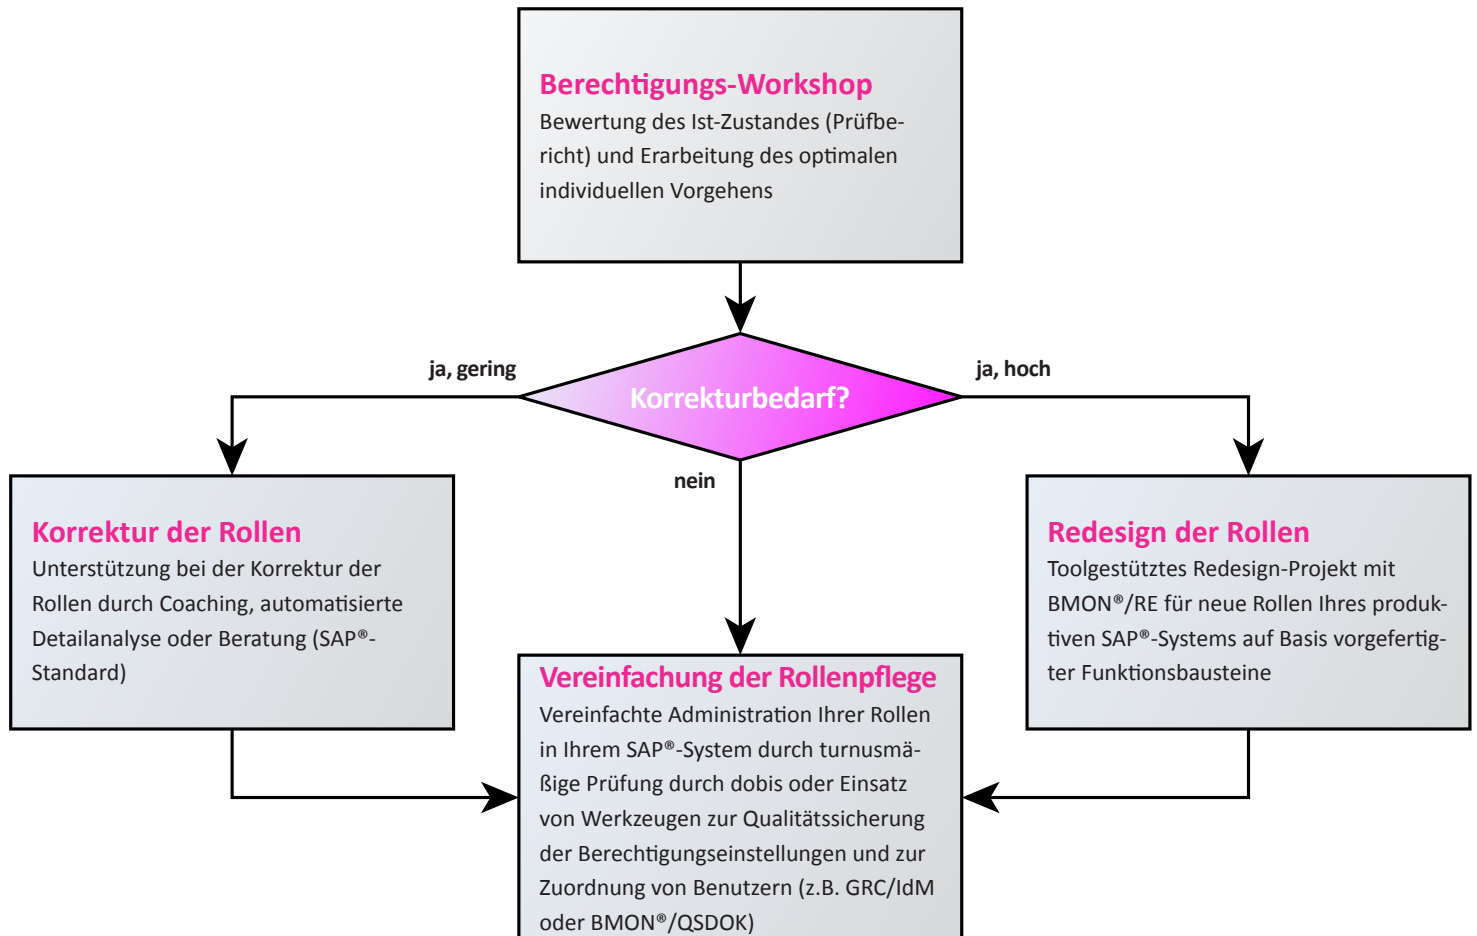 Berechtigungs-Workshop
Bewertung des Ist-Zustandes (Prüfbe-
richt) und Erarbeitung des optimalen
individuellen Vorgehens
ja, gering
Korrekturbedarf?
ja, hoch
nein
Korrektur der Rollen
Unterstützung bei der Korrektur der
Rollen durch Coaching, automatisierte
Detailanalyse oder Beratung (SAP®-
Standard)
Redesign der Rollen
Toolgestütztes Redesign-Projekt mit
BMON®/RE für neue Rollen Ihres produk-
tiven SAP®-Systems auf Basis vorgefertig-
ter Funktionsbausteine
Vereinfachung der Rollenpflege
Vereinfachte Administration Ihrer Rollen
in Ihrem SAP®-System durch turnusmä-
ßige Prüfung durch dobis oder Einsatz
von Werkzeugen zur Qualitätssicherung
der Berechtigungseinstellungen und zur
Zuordnung von Benutzern (z.B. GRC/IdM
oder BMON®/QSDOK)